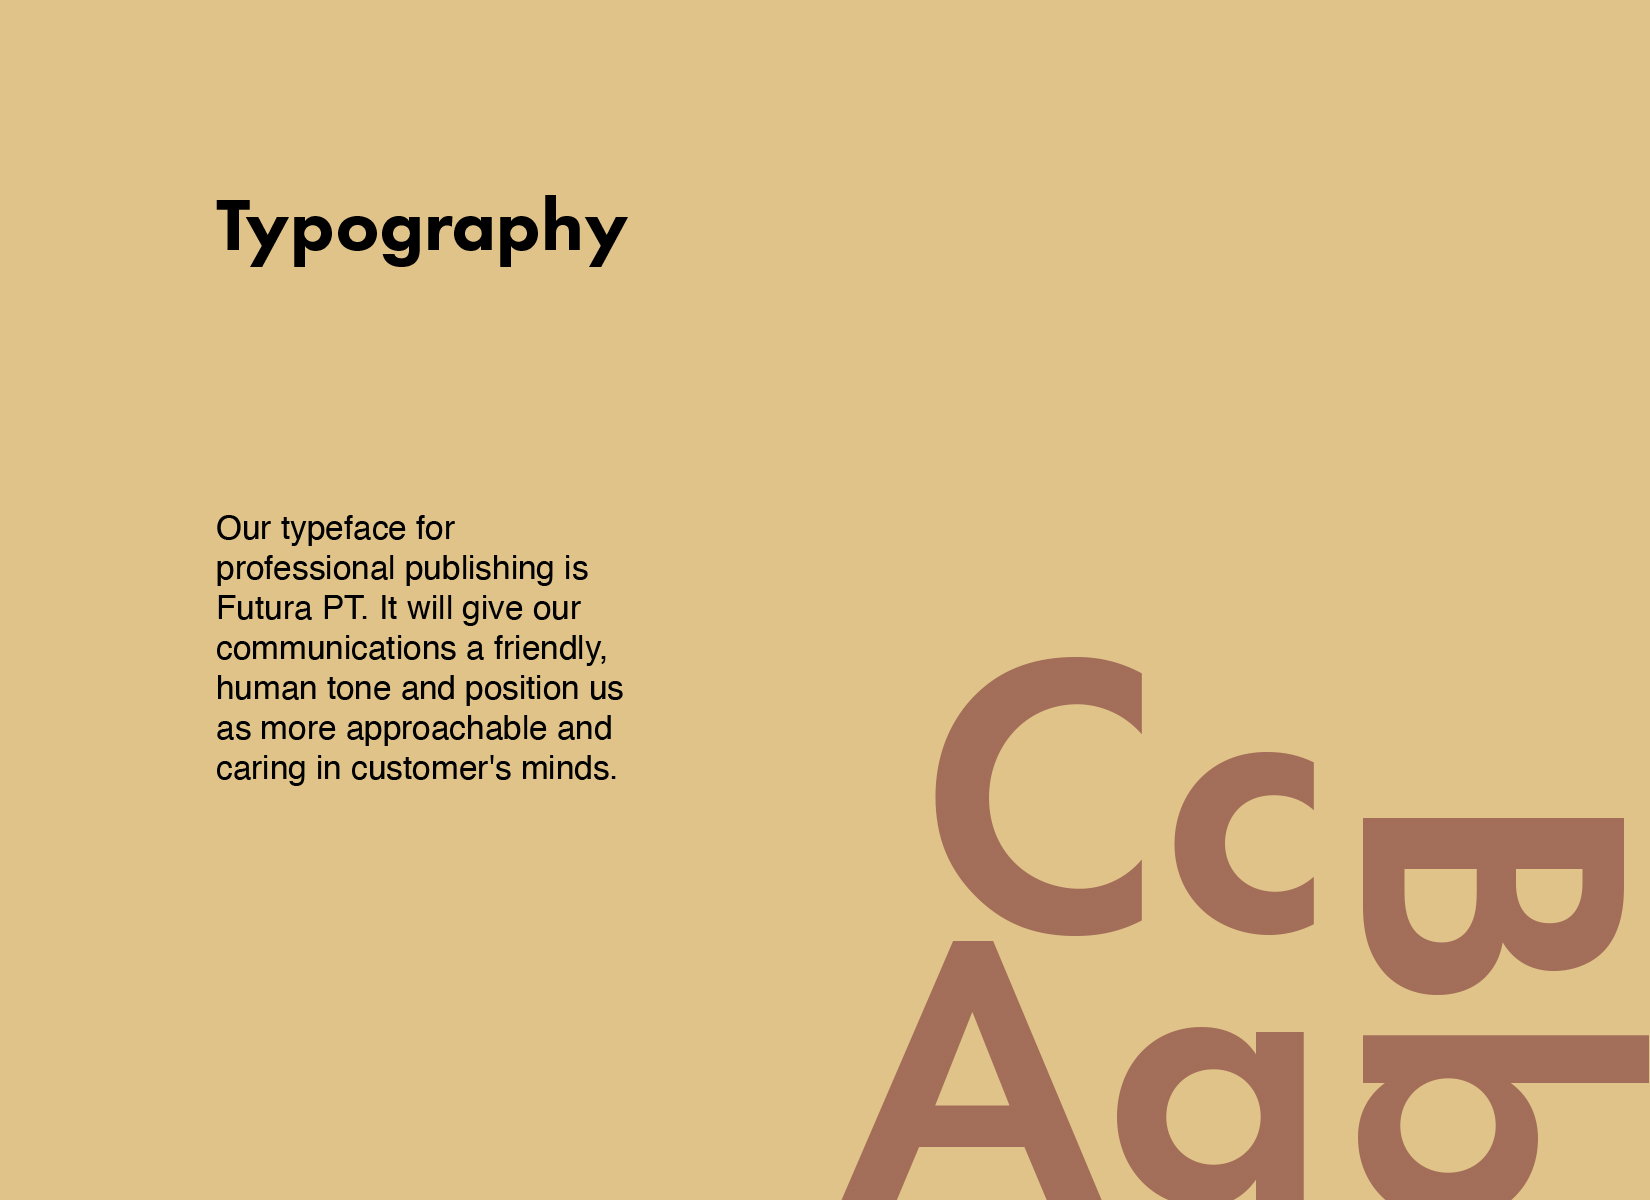 Typography
Our typeface for
professional publishing is
Futura PT. It will give our
communications a friendly,
human tone and position us
as more approachable and
caring in customer's minds.
Cc
Bb
Aa